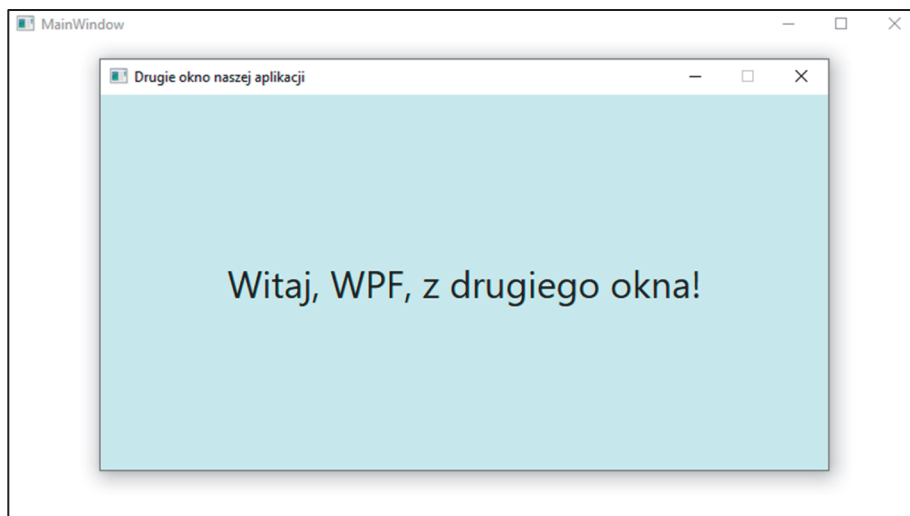 MainWindow
Drugie okno naszej aplikacji
Witaj, WPF, z drugiego okna!